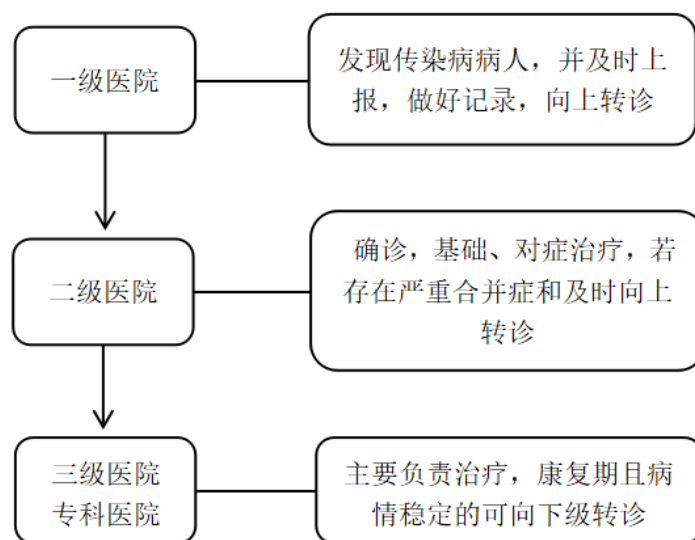 一级医院
发现传染病病人，并及时上
报，做好记录，向上转诊
二级医院
确诊，基础、对症治疗，若
存在严重合并症和及时向上
转诊
三级医院
专科医院
主要负责治疗，康复期且病
情稳定的可向下级转诊